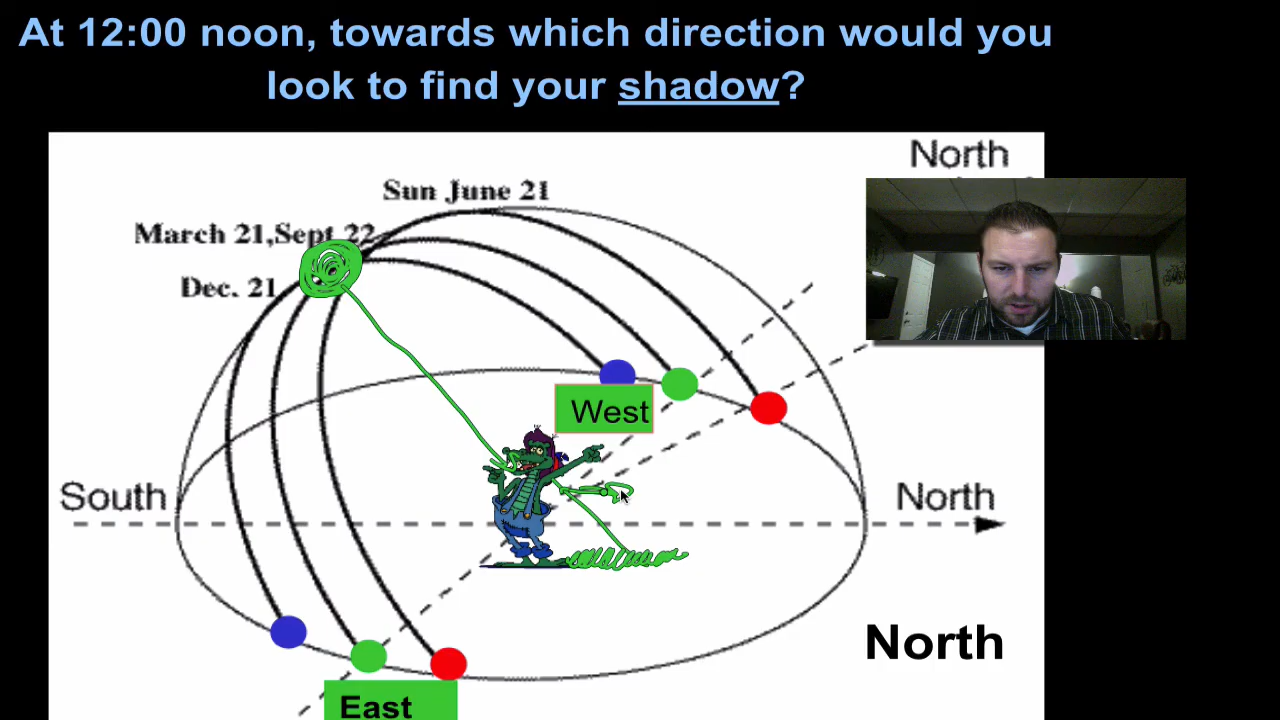 At 12:00 noon, towards which direction would you
look to find your shadow?
North
Sun June 21
March 21,Sept 22
Dec. 21
West
South
North
North
East